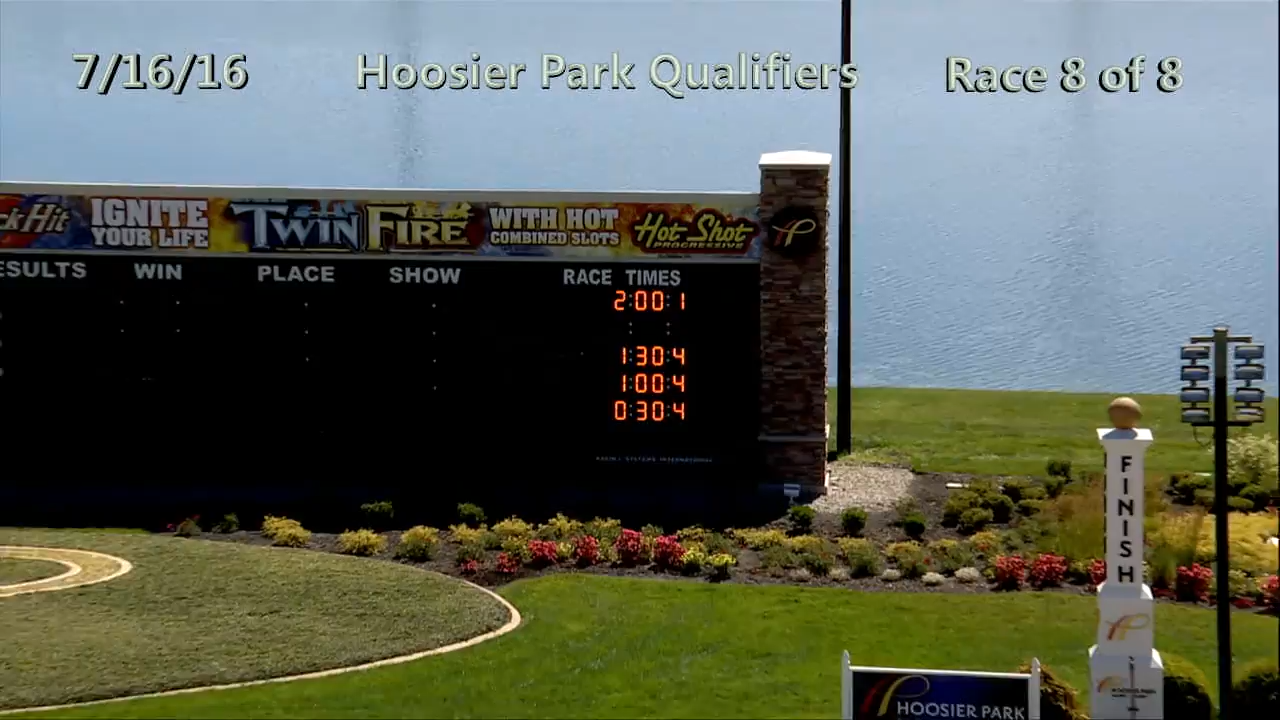 7/16/16 Hoosier Park Qualifiers Race 8 of 8
ck Hit IGNITE YOUR LIFE TWIN FIRE WITH HOT COMBINED SLOTS Hot Shot PROGRESSIVE
ESULTS WIN PLACE SHOW RACE TIMES
2:00:1
1:30:4
1:00:4
0:30:4
FINISH
HOOSIER PARK